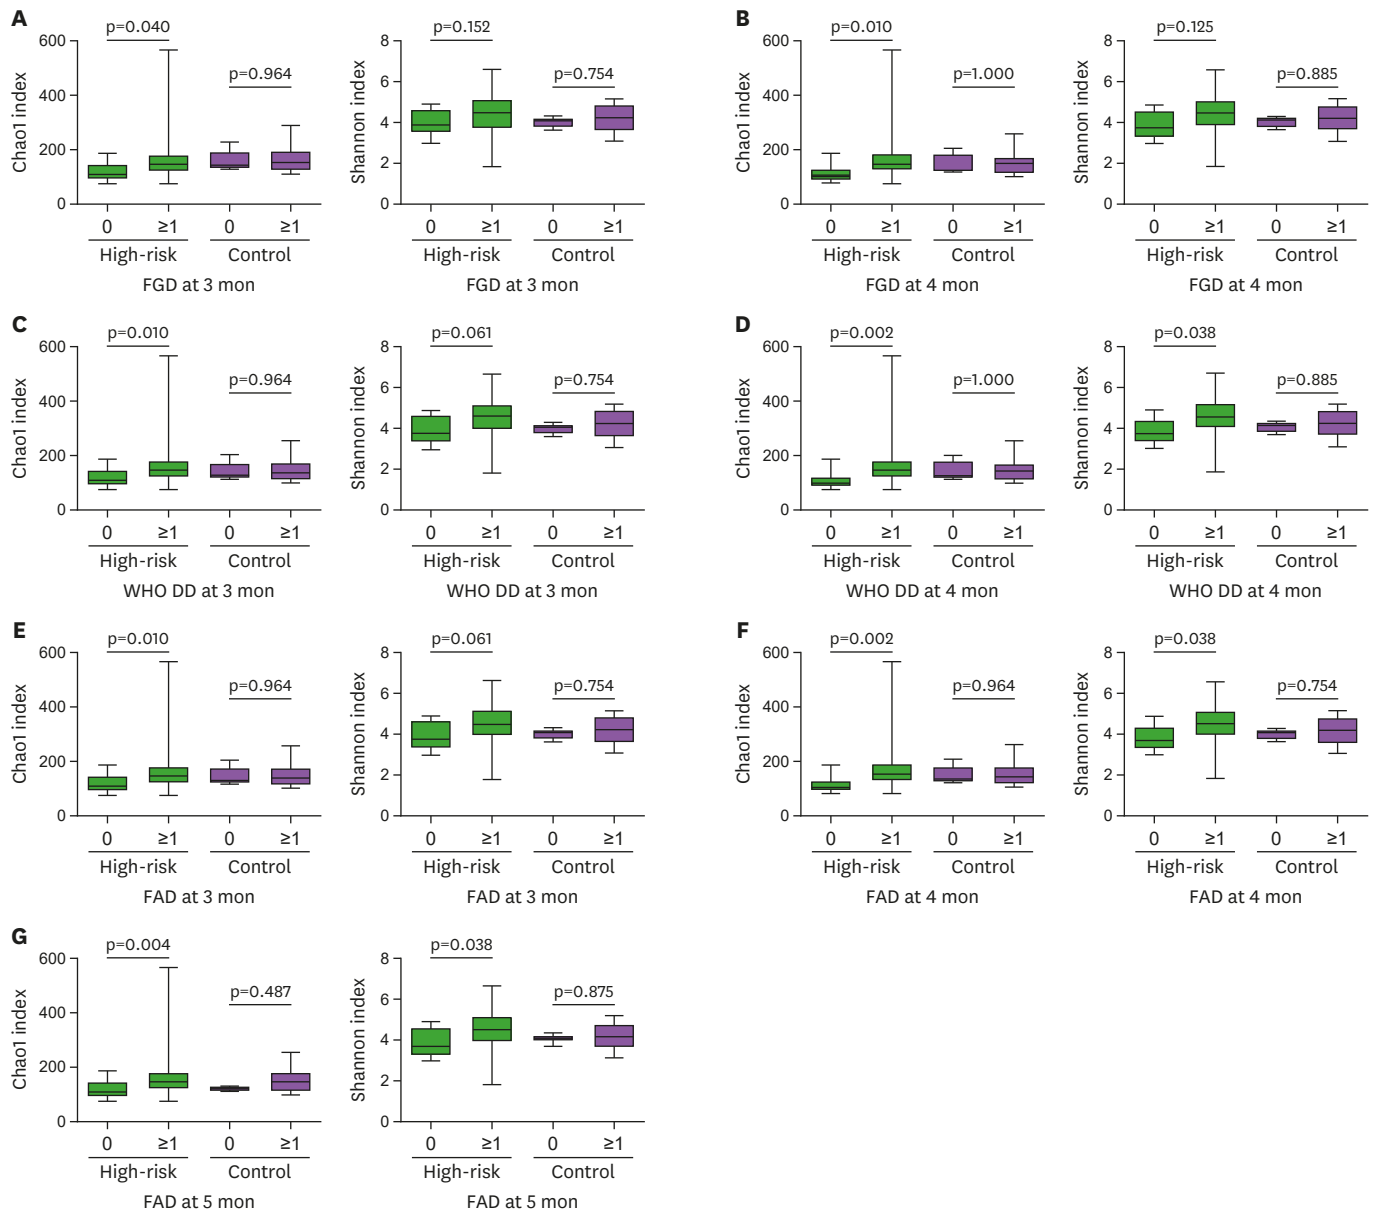 A
p=0.040
p=0.964
Chao1 index
600
400
200
0
0 ≥1 0 ≥1
High-risk Control
FGD at 3 mon
p=0.152
p=0.754
Shannon index
8
6
4
2
0
0 ≥1 0 ≥1
High-risk Control
FGD at 3 mon
B
p=0.010
p=1.000
Chao1 index
600
400
200
0
0 ≥1 0 ≥1
High-risk Control
FGD at 4 mon
p=0.125
p=0.885
Shannon index
8
6
4
2
0
0 ≥1 0 ≥1
High-risk Control
FGD at 4 mon
C
p=0.010
p=0.964
Chao1 index
600
400
200
0
0 ≥1 0 ≥1
High-risk Control
WHO DD at 3 mon
p=0.061
p=0.754
Shannon index
8
6
4
2
0
0 ≥1 0 ≥1
High-risk Control
WHO DD at 3 mon
D
p=0.002
p=1.000
Chao1 index
600
400
200
0
0 ≥1 0 ≥1
High-risk Control
WHO DD at 4 mon
p=0.038
p=0.885
Shannon index
8
6
4
2
0
0 ≥1 0 ≥1
High-risk Control
WHO DD at 4 mon
E
p=0.010
p=0.964
Chao1 index
600
400
200
0
0 ≥1 0 ≥1
High-risk Control
FAD at 3 mon
p=0.061
p=0.754
Shannon index
8
6
4
2
0
0 ≥1 0 ≥1
High-risk Control
FAD at 3 mon
F
p=0.002
p=0.964
Chao1 index
600
400
200
0
0 ≥1 0 ≥1
High-risk Control
FAD at 4 mon
p=0.038
p=0.754
Shannon index
8
6
4
2
0
0 ≥1 0 ≥1
High-risk Control
FAD at 4 mon
G
p=0.004
p=0.487
Chao1 index
600
400
200
0
0 ≥1 0 ≥1
High-risk Control
FAD at 5 mon
p=0.038
p=0.875
Shannon index
8
6
4
2
0
0 ≥1 0 ≥1
High-risk Control
FAD at 5 mon